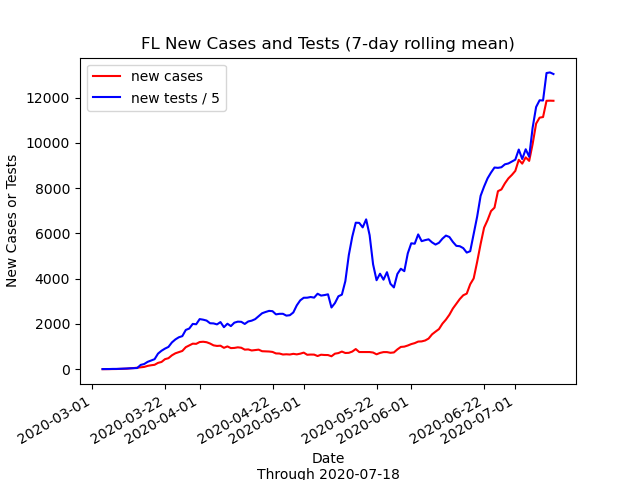 FL New Cases and Tests (7-day rolling mean)
new cases
new tests / 5
12000
10000
8000
6000
4000
2000
0
New Cases or Tests
2020-03-01
2020-03-22
2020-04-01
2020-04-22
2020-05-01
2020-05-22
2020-06-01
2020-06-22
2020-07-01
Date
Through 2020-07-18